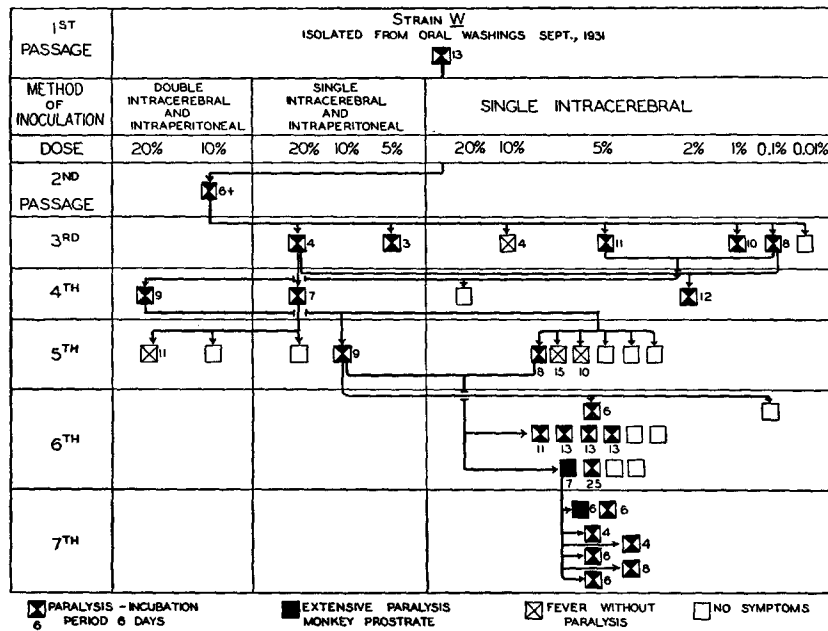 1ST
PASSAGE
STRAIN W
ISOLATED FROM ORAL WASHINGS SEPT., 1931
13
METHOD
OF
INOCULATION
DOUBLE
INTRACEREBRAL
AND
INTRAPERITONEAL
SINGLE
INTRACEREBRAL
AND
INTRAPERITONEAL
SINGLE INTRACEREBRAL
DOSE
20% 10%
20% 10% 5%
20% 10% 5% 2% 1% 0.1% 0.01%
2ND
PASSAGE
6+
3RD
4 3 4 11 10 8
4TH
9 7 12
5TH
11 9 8 15 10
6TH
6
11 13 13 13
7 25
7TH
6 6
4
4
6
8
6
PARALYSIS - INCUBATION
PERIOD 6 DAYS
6
EXTENSIVE PARALYSIS
MONKEY PROSTRATE
FEVER WITHOUT
PARALYSIS
NO SYMPTOMS